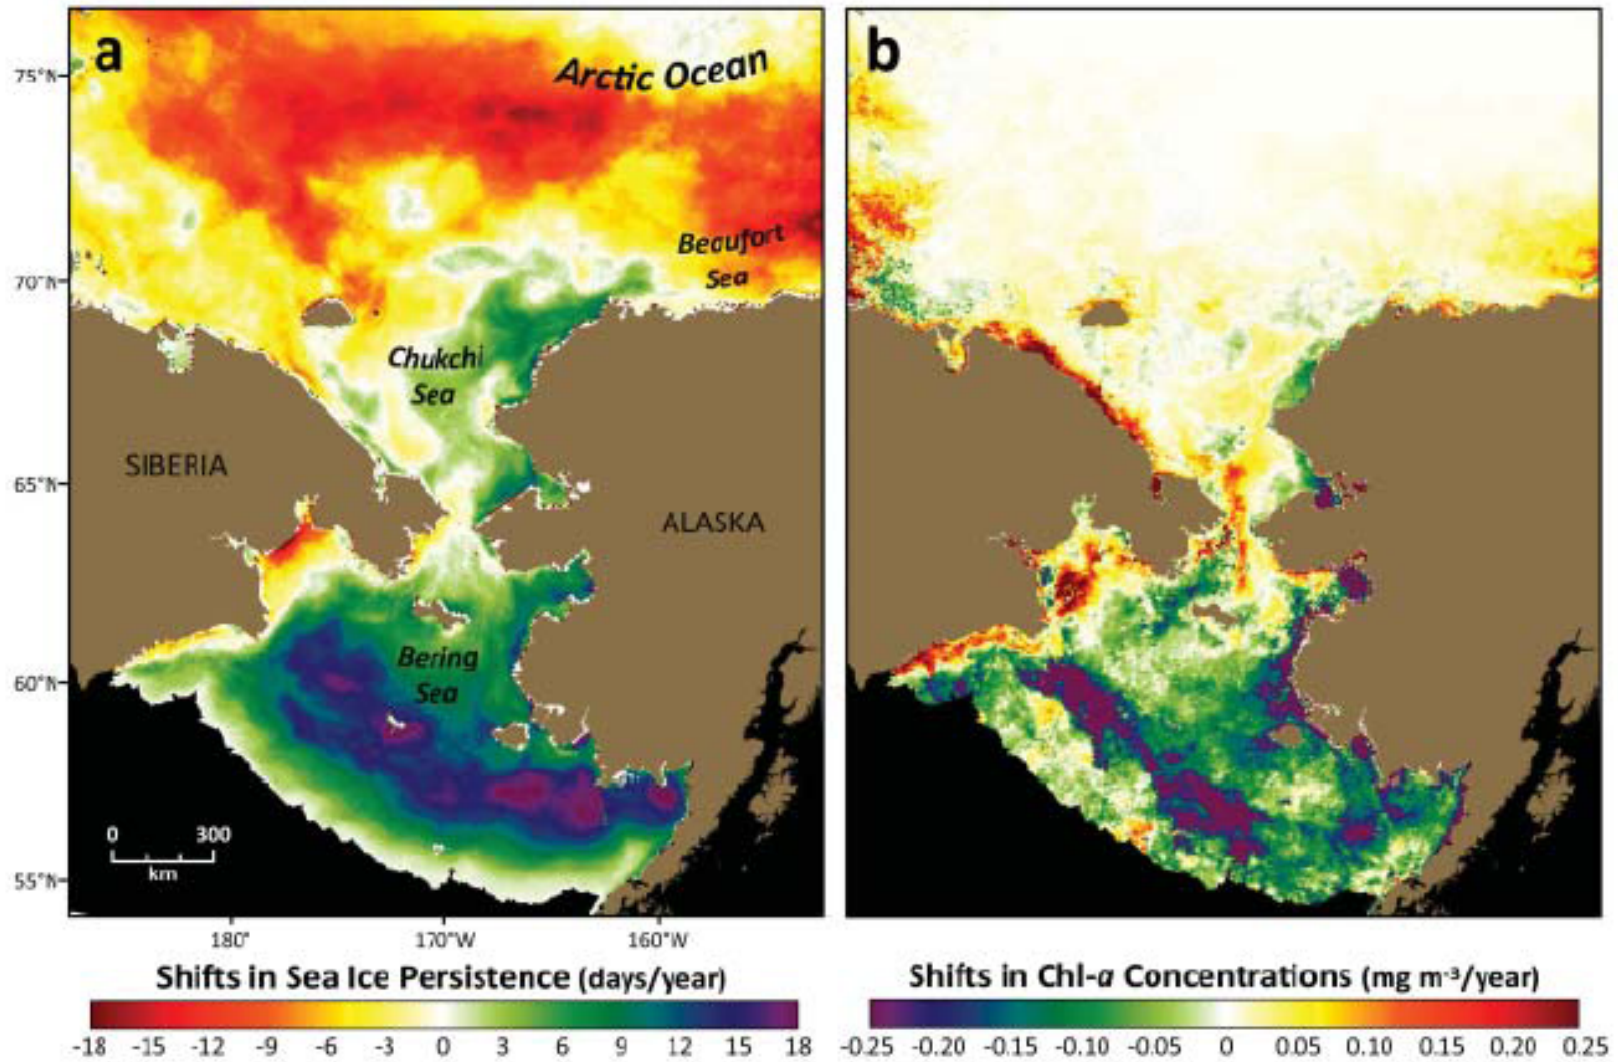 a
Arctic Ocean
b
75°N
Beaufort
Sea
70°N
Chukchi
Sea
SIBERIA
65°N
ALASKA
Bering
Sea
60°N
0 300
km
55°N
180° 170°W 160°W
Shifts in Sea Ice Persistence (days/year)
-18 -15 -12 -9 -6 -3 0 3 6 9 12 15 18
Shifts in Chl-a Concentrations (mg m⁻³/year)
-0.25 -0.20 -0.15 -0.10 -0.05 0 0.05 0.10 0.15 0.20 0.25